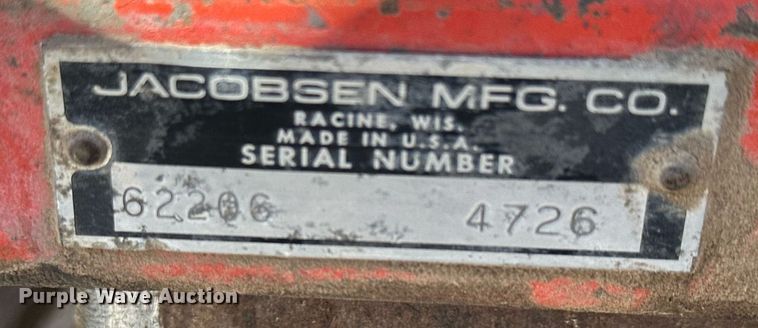 JACOBSEN MFG. CO.
RACINE, WIS.
MADE IN U.S.A.
SERIAL NUMBER
62206 4726
Purple Wave Auction